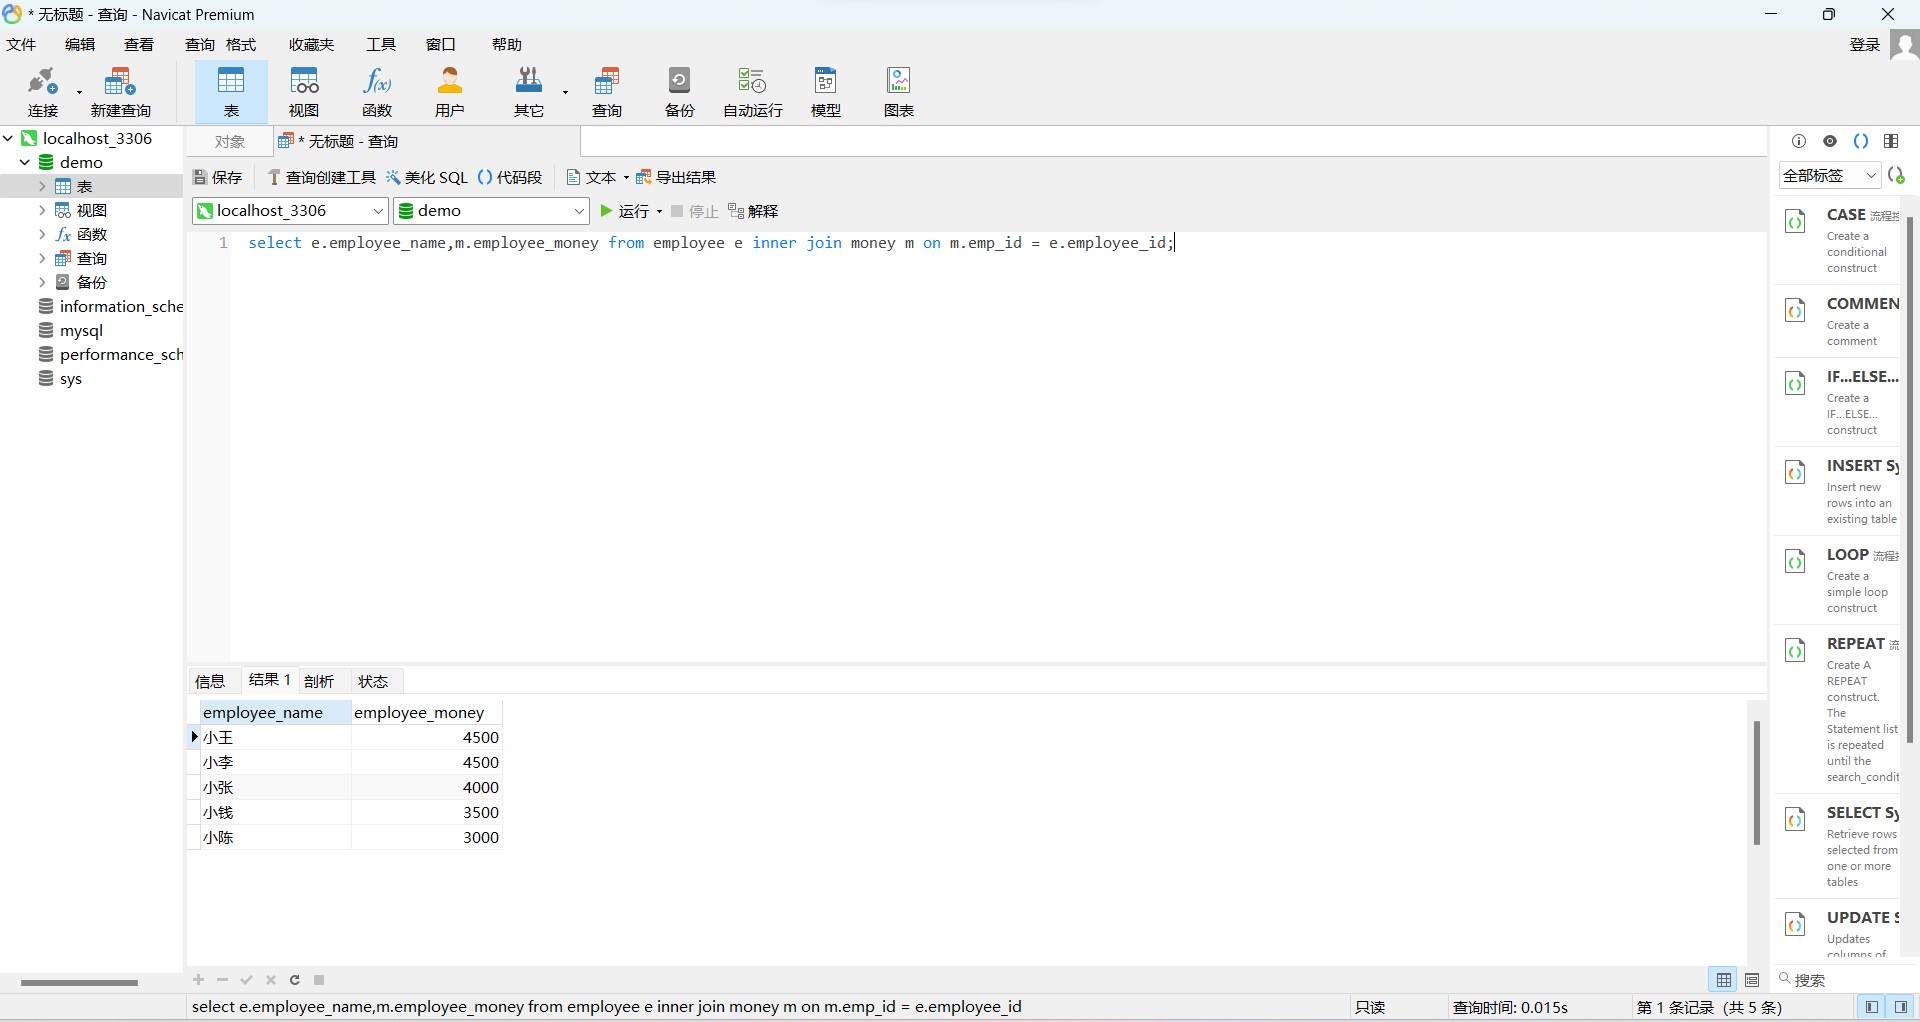 * 无标题 - 查询 - Navicat Premium
文件 编辑 查看 查询 格式 收藏夹 工具 窗口 帮助 登录
连接 新建查询 表 视图 函数 用户 其它 查询 备份 自动运行 模型 图表
localhost_3306
demo
表
视图
函数
查询
备份
information_sche
mysql
performance_sch
sys
对象 * 无标题 - 查询
保存 查询创建工具 美化 SQL 代码段 文本 导出结果
localhost_3306 demo 运行 停止 解释
1 select e.employee_name,m.employee_money from employee e inner join money m on m.emp_id = e.employee_id;
信息 结果 1 剖析 状态
employee_name employee_money
小王 4500
小李 4500
小张 4000
小钱 3500
小陈 3000
全部标签
CASE 流程
Create a
conditional
construct
COMMEN
Create a
comment
IF...ELSE...
Create a
IF...ELSE...
construct
INSERT Sy
Insert new
rows into an
existing table
LOOP 流程
Create a
simple loop
construct
REPEAT 流
Create A
REPEAT
construct.
The
Statement list
is repeated
until the
search_condit
SELECT Sy
Retrieve rows
selected from
one or more
tables
UPDATE S
Updates
columns of
搜索
select e.employee_name,m.employee_money from employee e inner join money m on m.emp_id = e.employee_id 只读 查询时间: 0.015s 第 1 条记录 (共 5 条)